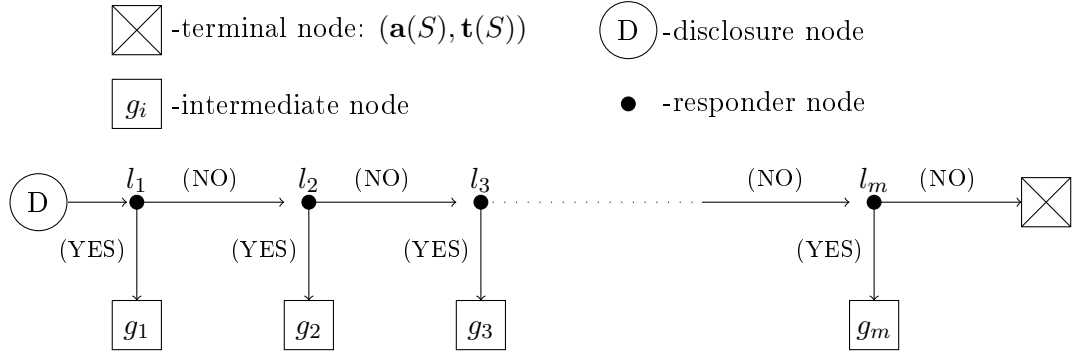 -terminal node: (a(S), t(S))
D -disclosure node
g_i -intermediate node
-responder node
D l_1 (NO) l_2 (NO) l_3 (NO) l_m (NO)
(YES) (YES) (YES) (YES)
g_1 g_2 g_3 g_m